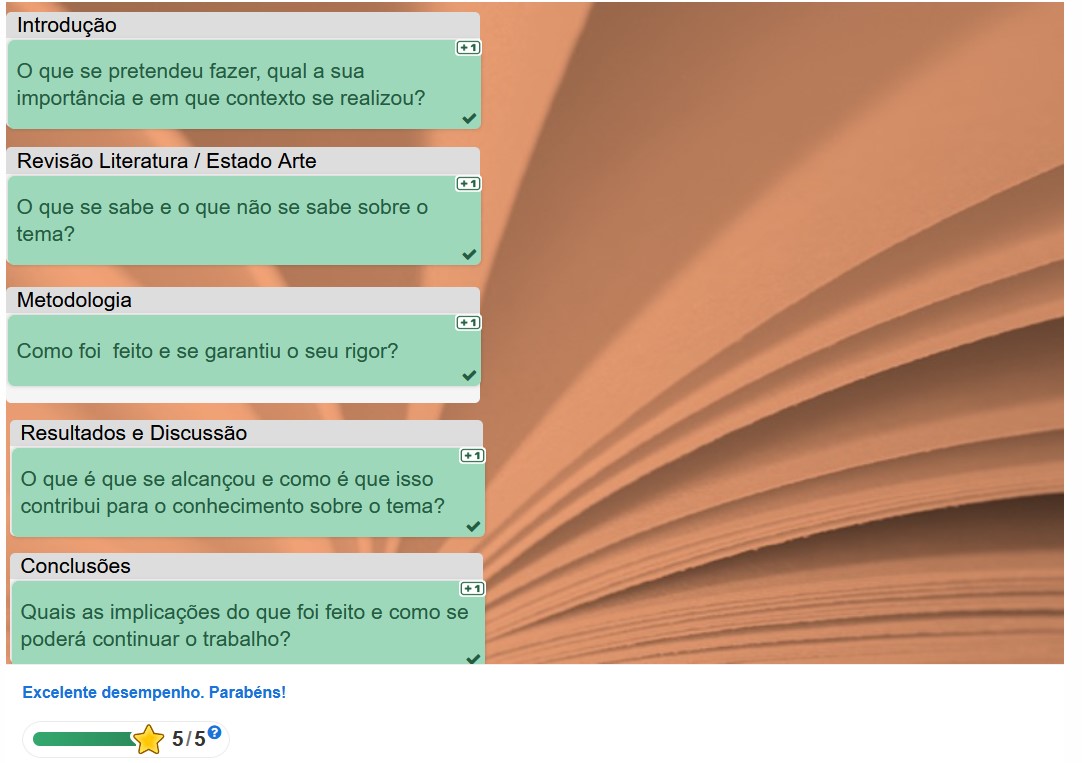 Introdução
+1
O que se pretendeu fazer, qual a sua
importância e em que contexto se realizou?
Revisão Literatura / Estado Arte
+1
O que se sabe e o que não se sabe sobre o
tema?
Metodologia
+1
Como foi  feito e se garantiu o seu rigor?
Resultados e Discussão
+1
O que é que se alcançou e como é que isso
contribui para o conhecimento sobre o tema?
Conclusões
+1
Quais as implicações do que foi feito e como se
poderá continuar o trabalho?
Excelente desempenho. Parabéns!
5/5
?